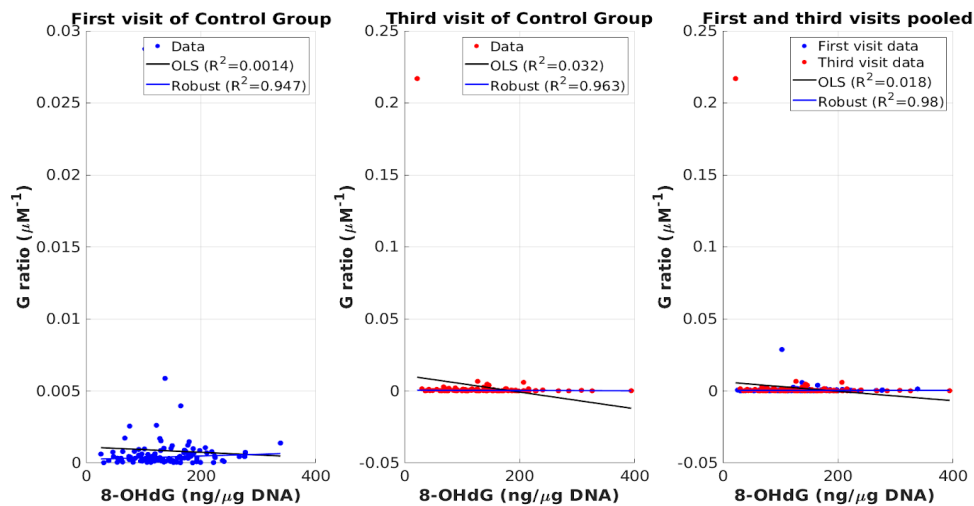 First visit of Control Group
0.03
0.025
0.02
0.015
0.01
0.005
0
G ratio (μM⁻¹)
Data
OLS (R²=0.0014)
Robust (R²=0.947)
0
200
400
8-OHdG (ng/μg DNA)
Third visit of Control Group
0.25
0.2
0.15
0.1
0.05
0
-0.05
G ratio (μM⁻¹)
Data
OLS (R²=0.032)
Robust (R²=0.963)
0
200
400
8-OHdG (ng/μg DNA)
First and third visits pooled
0.25
0.2
0.15
0.1
0.05
0
-0.05
G ratio (μM⁻¹)
First visit data
Third visit data
OLS (R²=0.018)
Robust (R²=0.98)
0
200
400
8-OHdG (ng/μg DNA)